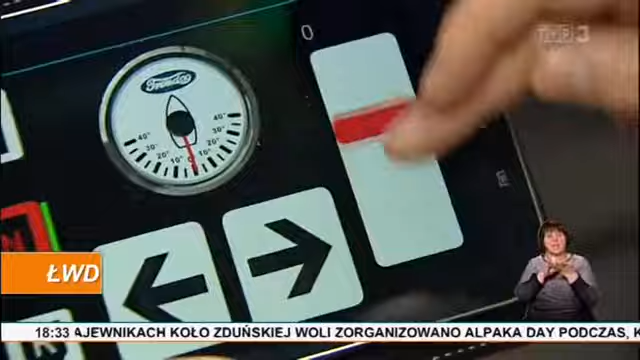 TVP3
0
40° 40°
30° 30°
20° 20°
10° 0 10°
N
ŁWD
18:33 AJEWNIKACH KOŁO ZDUŃSKIEJ WOLI ZORGANIZOWANO ALPAKA DAY PODCZAS, K